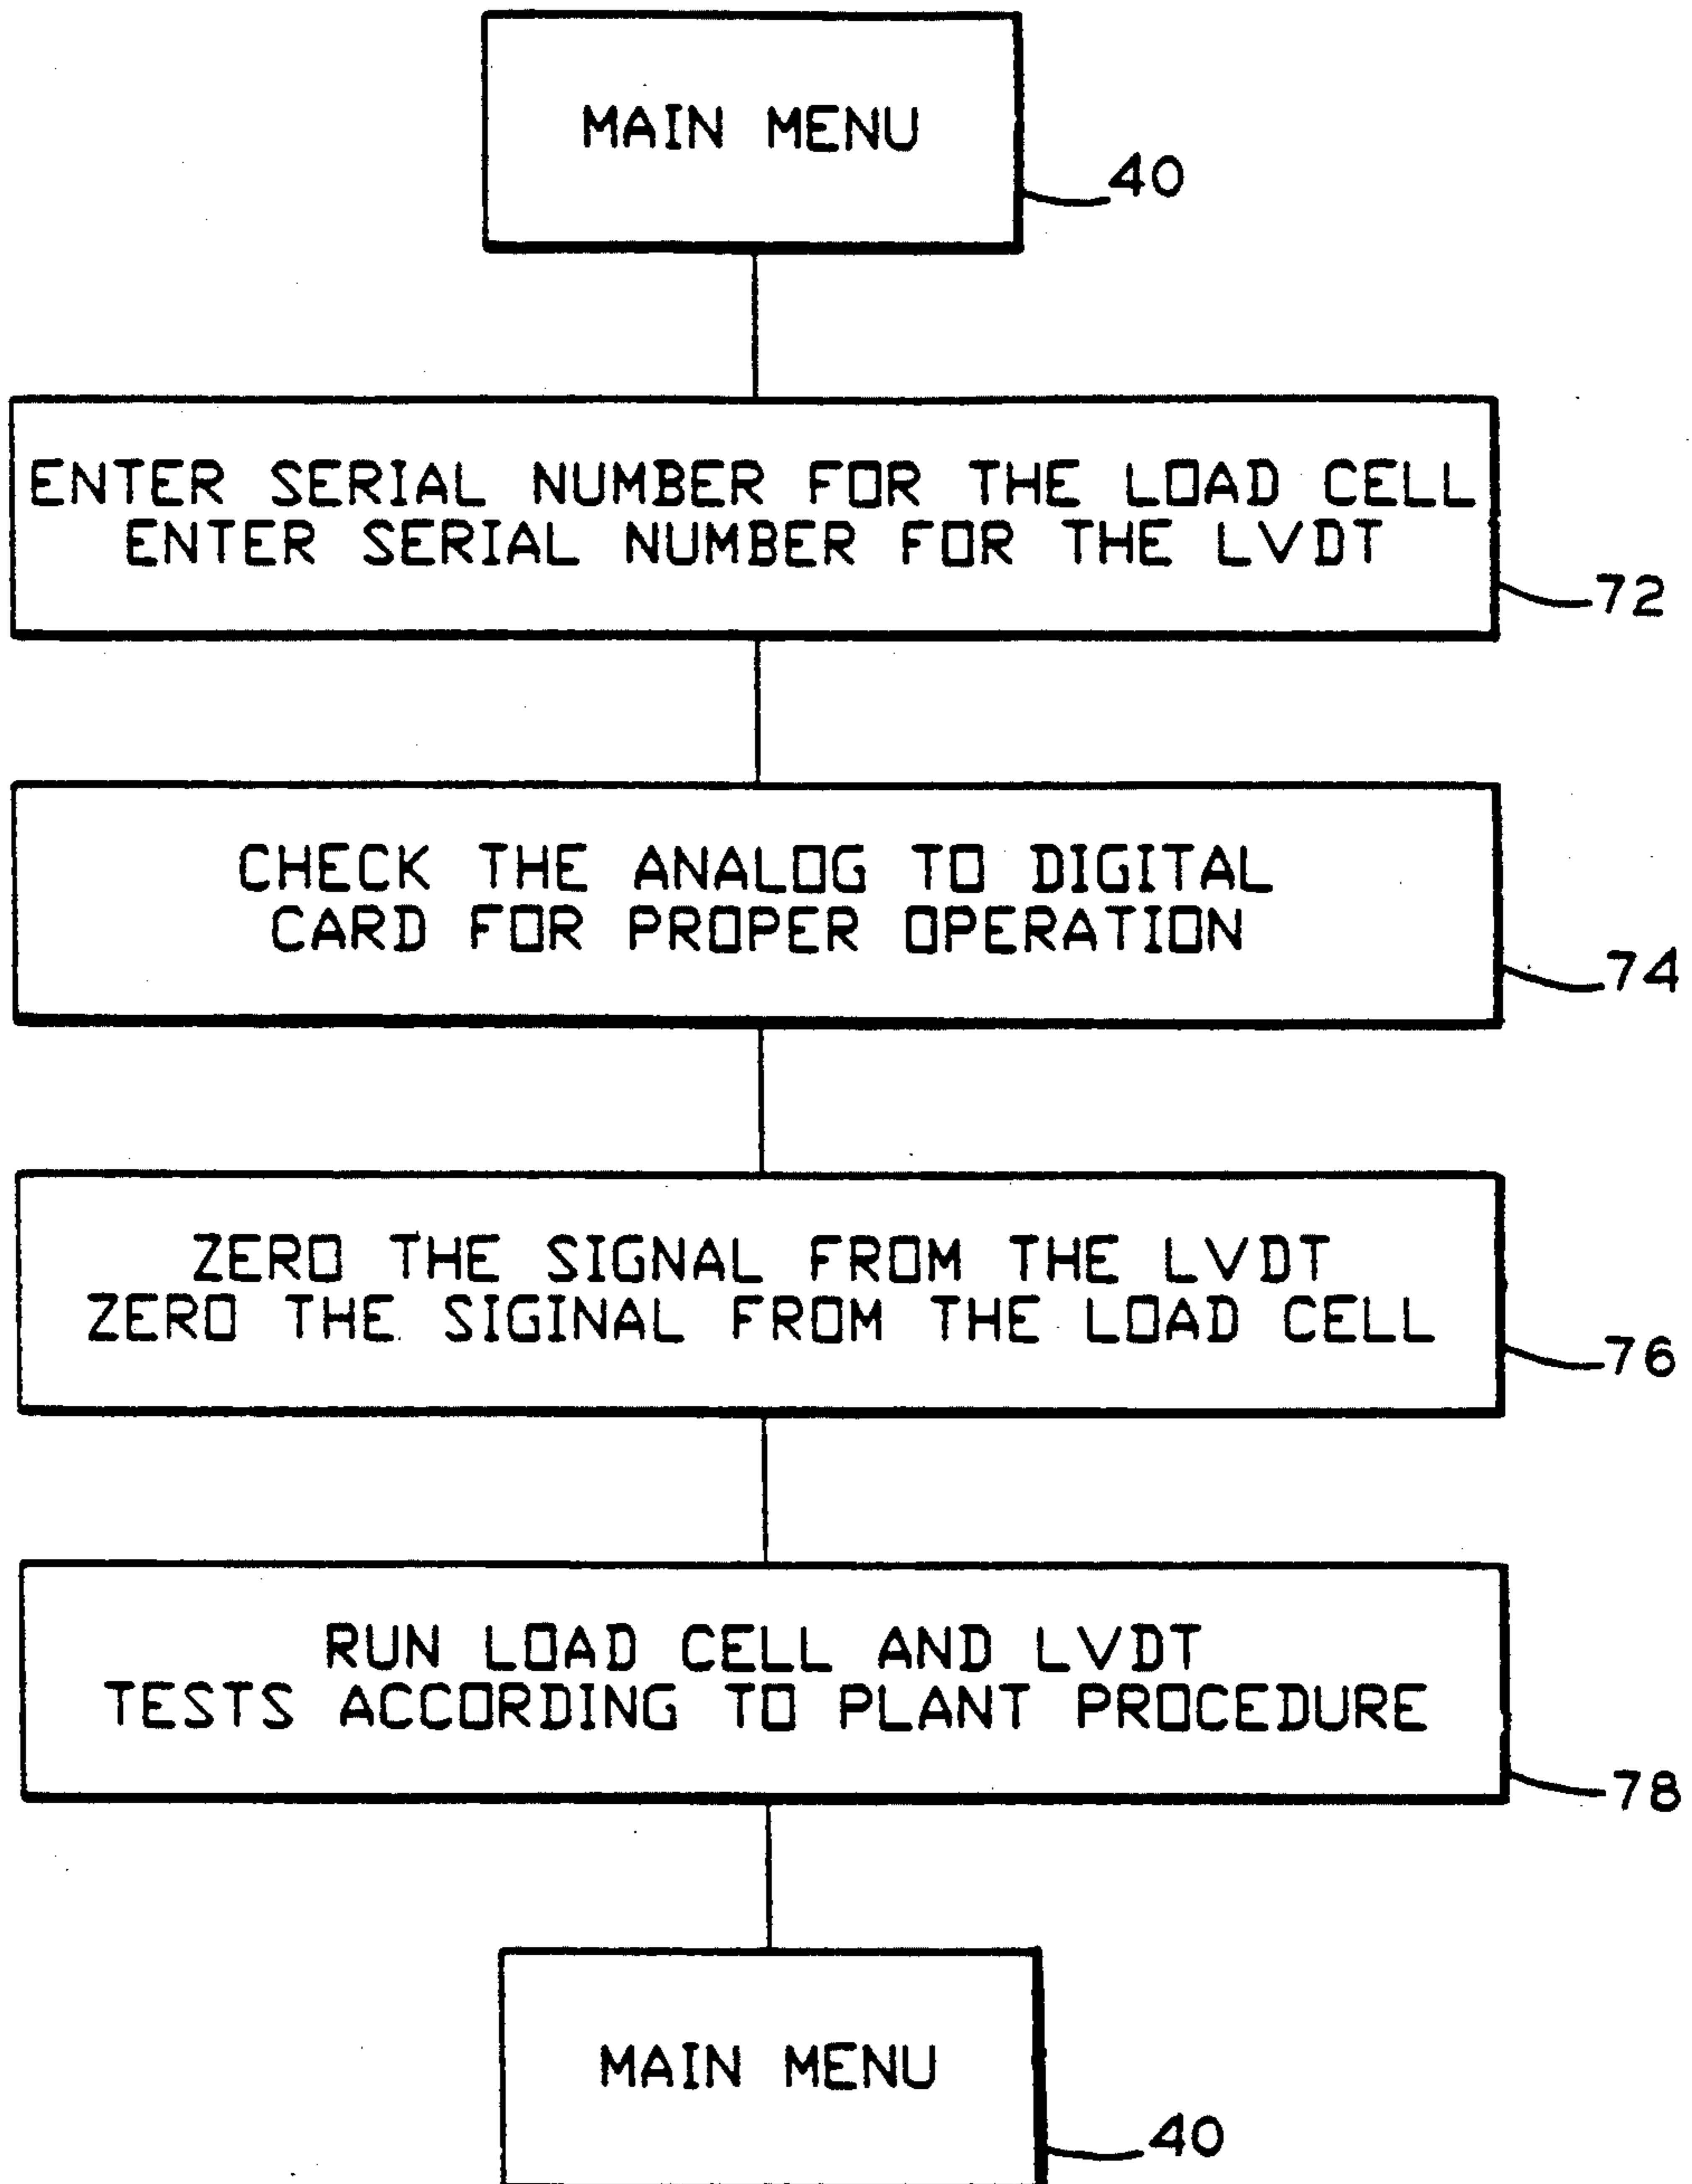 MAIN MENU
40
ENTER SERIAL NUMBER FOR THE LOAD CELL
ENTER SERIAL NUMBER FOR THE LVDT
72
CHECK THE ANALOG TO DIGITAL
CARD FOR PROPER OPERATION
74
ZERO THE SIGNAL FROM THE LVDT
ZERO THE SIGINAL FROM THE LOAD CELL
76
RUN LOAD CELL AND LVDT
TESTS ACCORDING TO PLANT PROCEDURE
78
MAIN MENU
40